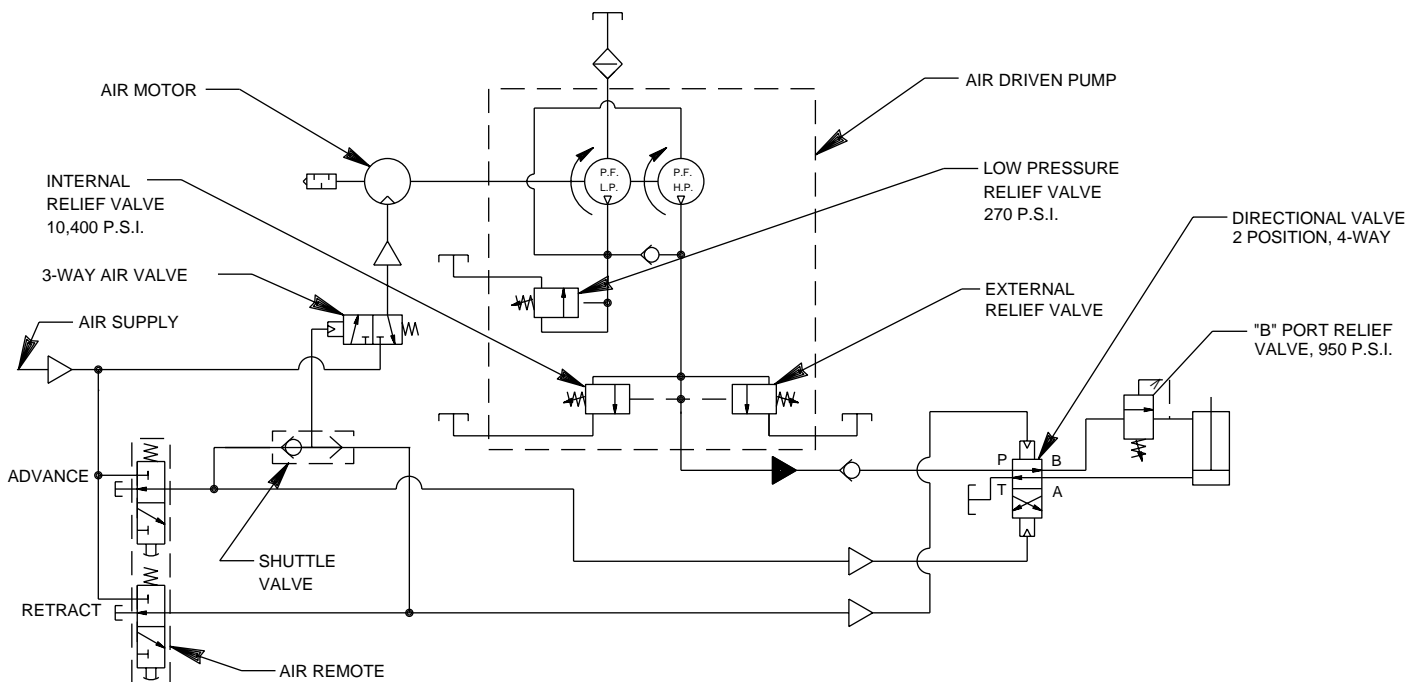 AIR MOTOR
AIR DRIVEN PUMP
INTERNAL
RELIEF VALVE
10,400 P.S.I.
P.F.
L.P.
P.F.
H.P.
LOW PRESSURE
RELIEF VALVE
270 P.S.I.
DIRECTIONAL VALVE
2 POSITION, 4-WAY
3-WAY AIR VALVE
EXTERNAL
RELIEF VALVE
AIR SUPPLY
"B" PORT RELIEF
VALVE, 950 P.S.I.
ADVANCE
P
B
T
A
SHUTTLE
VALVE
RETRACT
AIR REMOTE